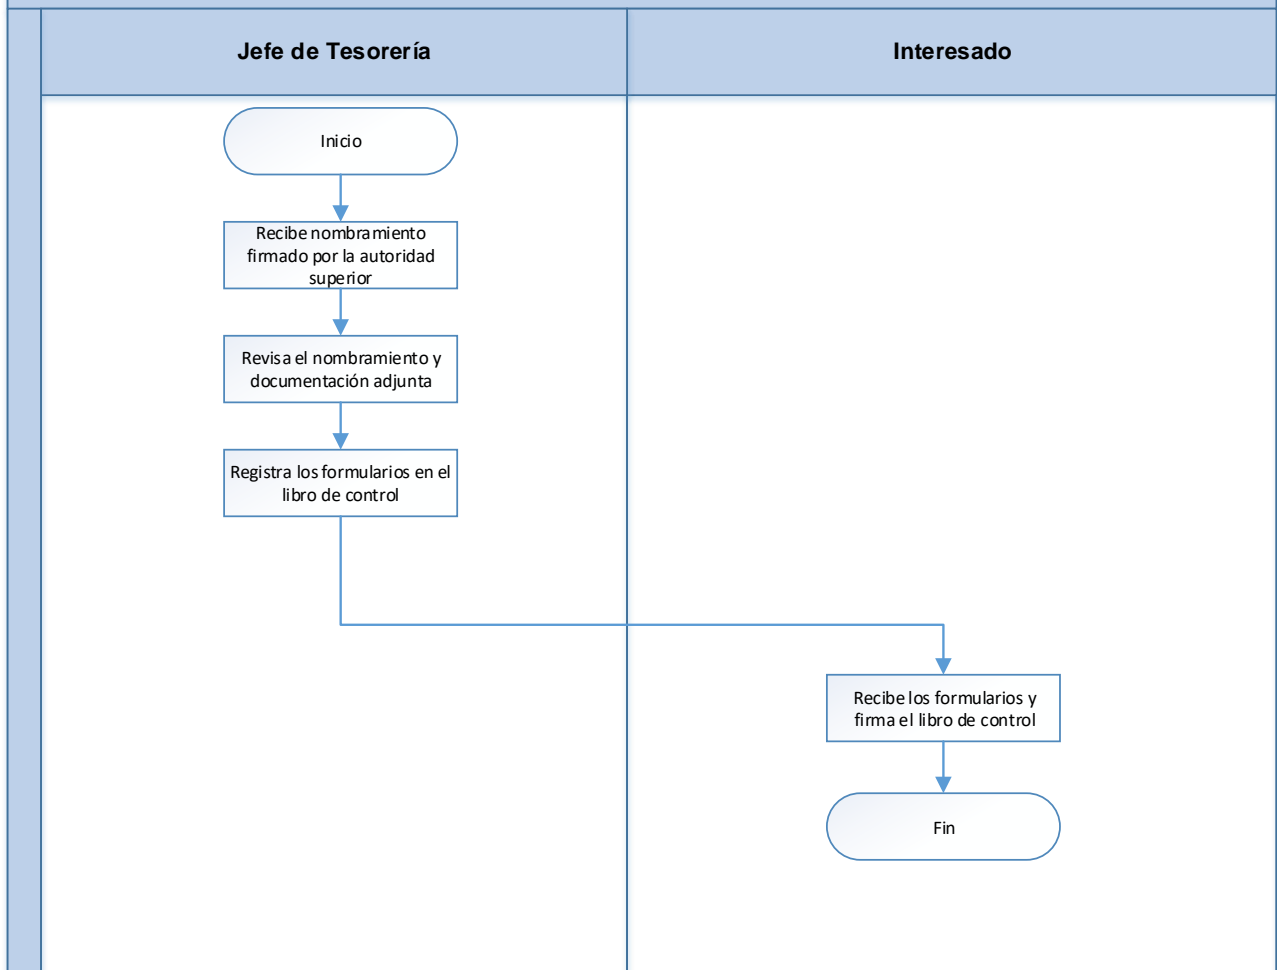 Jefe de Tesorería
Interesado
Inicio
Recibe nombramiento
firmado por la autoridad
superior
Revisa el nombramiento y
documentación adjunta
Registra los formularios en el
libro de control
Recibe los formularios y
firma el libro de control
Fin